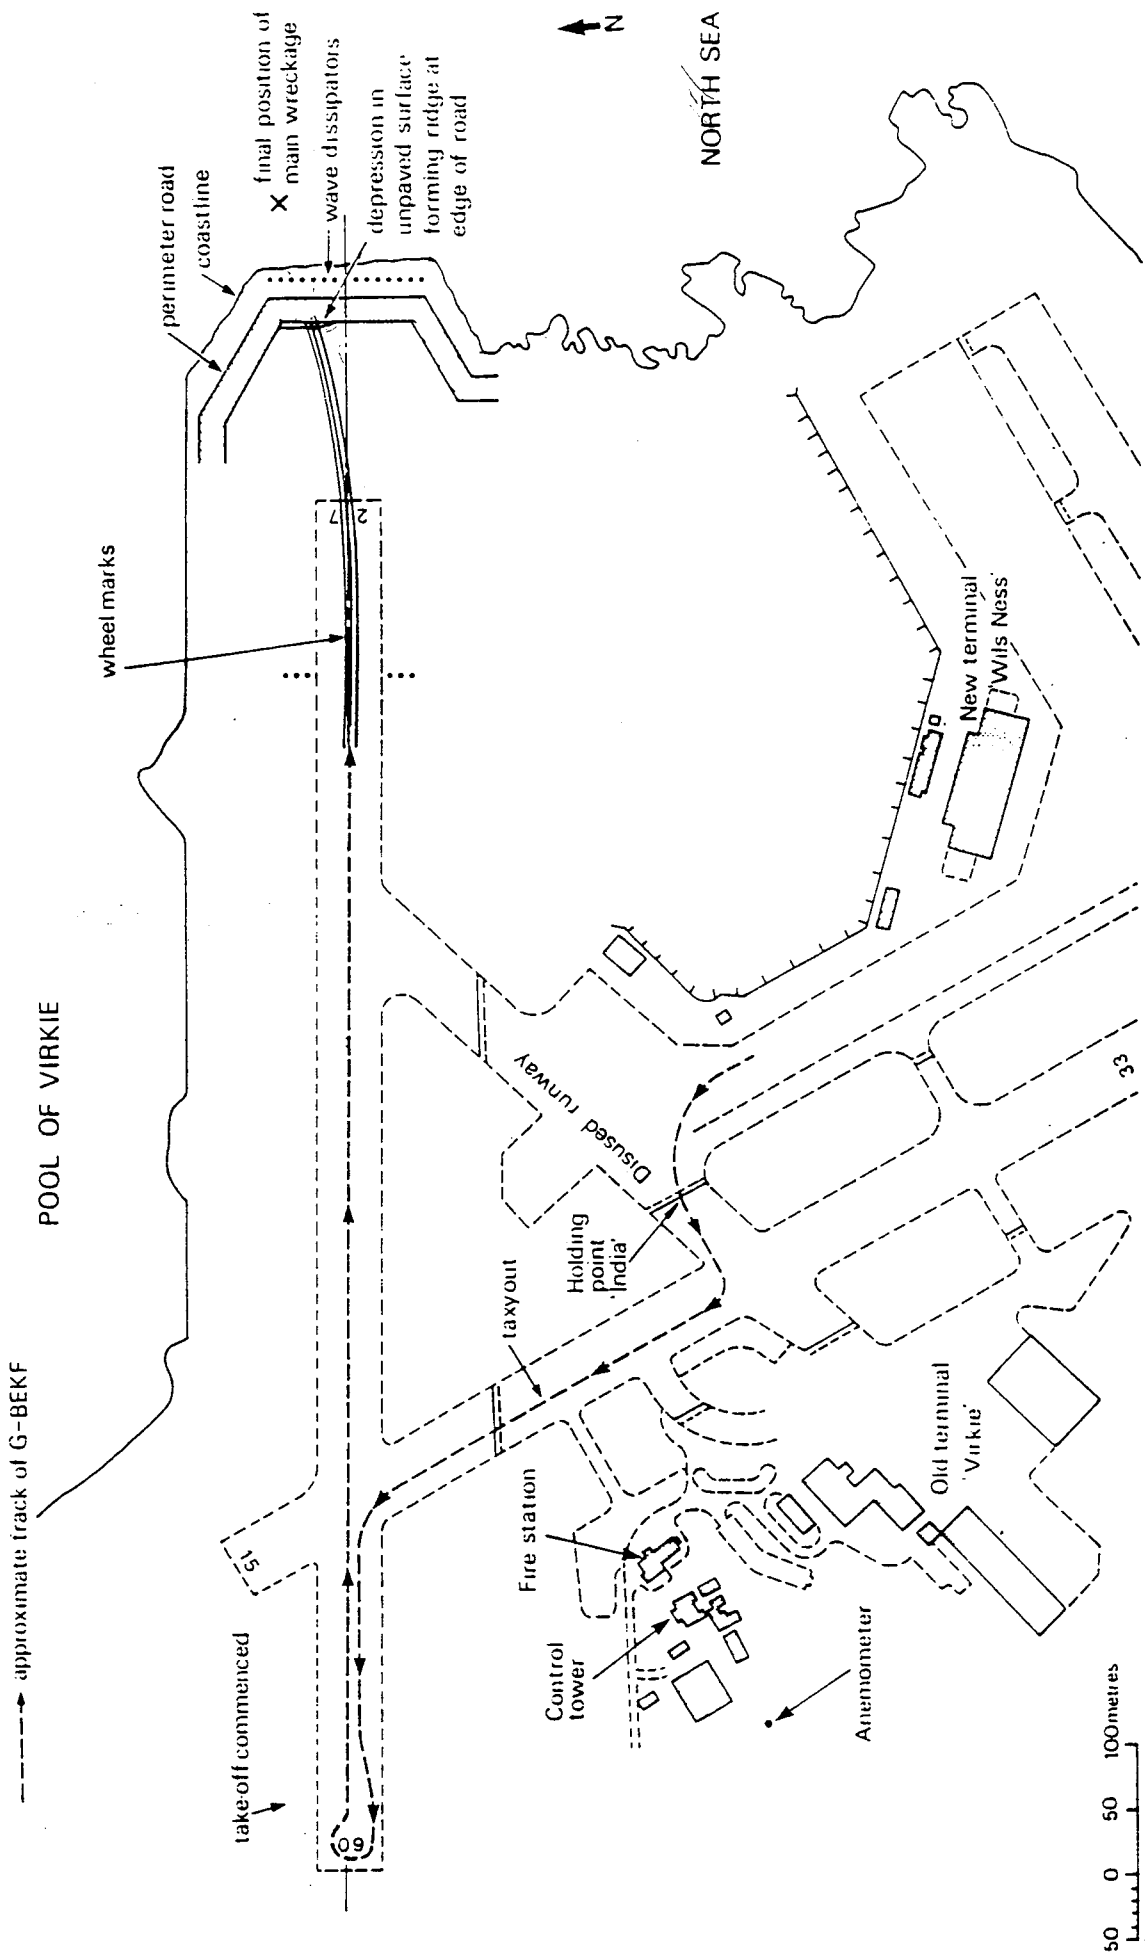 POOL OF VIRKIE
approximate track of G-BEKF
take-off commenced
wheel marks
perimeter road
coastline
X final position of
main wreckage
wave dissipators
depression in
unpaved surface
forming ridge at
edge of road
N
NORTH SEA
15
09
27
taxyout
Disused runway
Holding
point
'India'
Fire station
Control
tower
Anemometer
Old terminal
'Virkie'
New terminal
'Wils Ness'
33
50 0 50 100metres